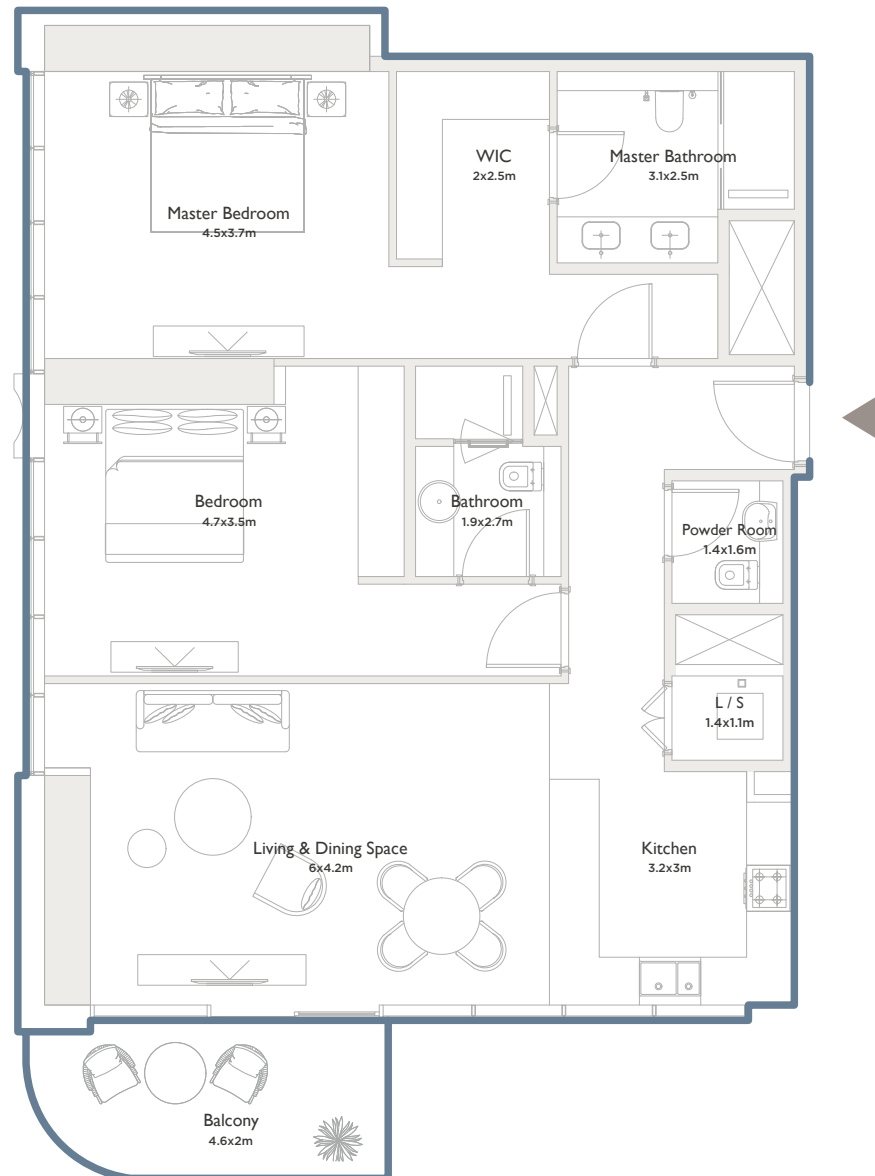 WIC
2x2.5m
Master Bathroom
3.1x2.5m
Master Bedroom
4.5x3.7m
Bedroom
4.7x3.5m
Bathroom
1.9x2.7m
Powder Room
1.4x1.6m
L / S
1.4x1.1m
Living & Dining Space
6x4.2m
Kitchen
3.2x3m
Balcony
4.6x2m